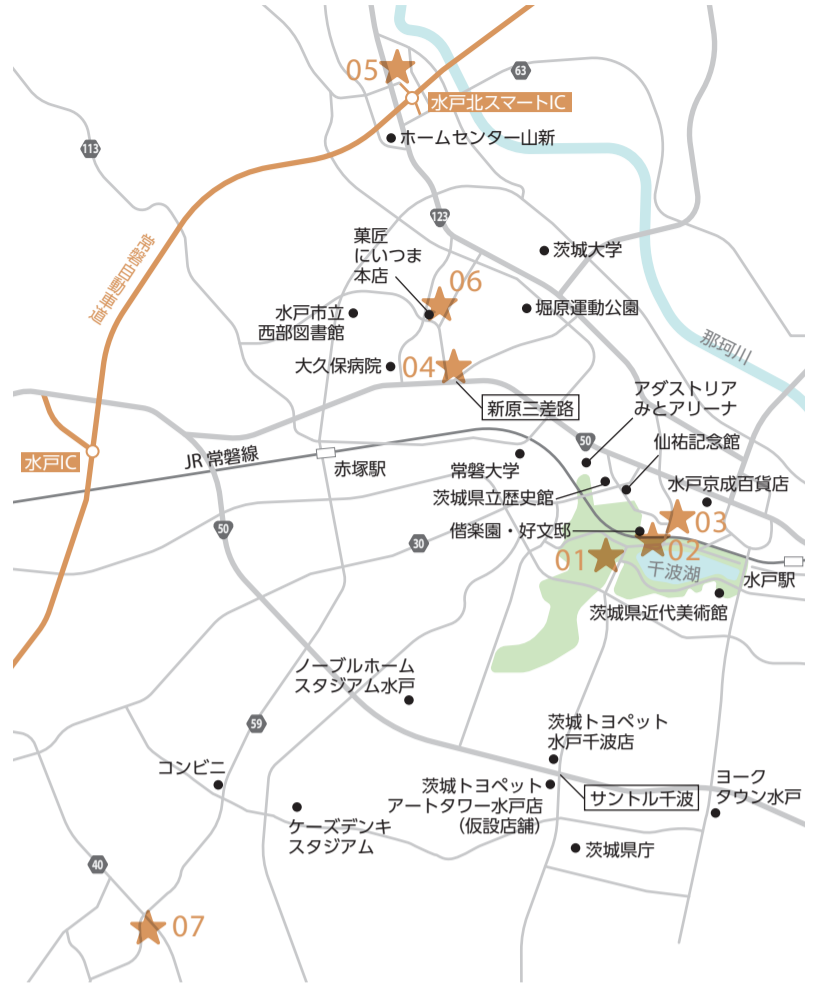 05
63
水戸北スマートIC
ホームセンター山新
113
常磐自動車道
123
菓匠
にいつま
本店
茨城大学
06
水戸市立
西部図書館
堀原運動公園
那珂川
大久保病院
04
新原三差路
アダストリア
みとアリーナ
50
仙祐記念館
水戸IC
JR 常磐線
赤塚駅
常磐大学
水戸京成百貨店
茨城県立歴史館
03
50
30
偕楽園・好文邸
02
01
千波湖
水戸駅
茨城県近代美術館
ノーブルホーム
スタジアム水戸
59
茨城トヨペット
水戸千波店
コンビニ
茨城トヨペット
アートタワー水戸店
（仮設店舗）
サントル千波
ヨーク
タウン水戸
ケーズデンキ
スタジアム
茨城県庁
40
07